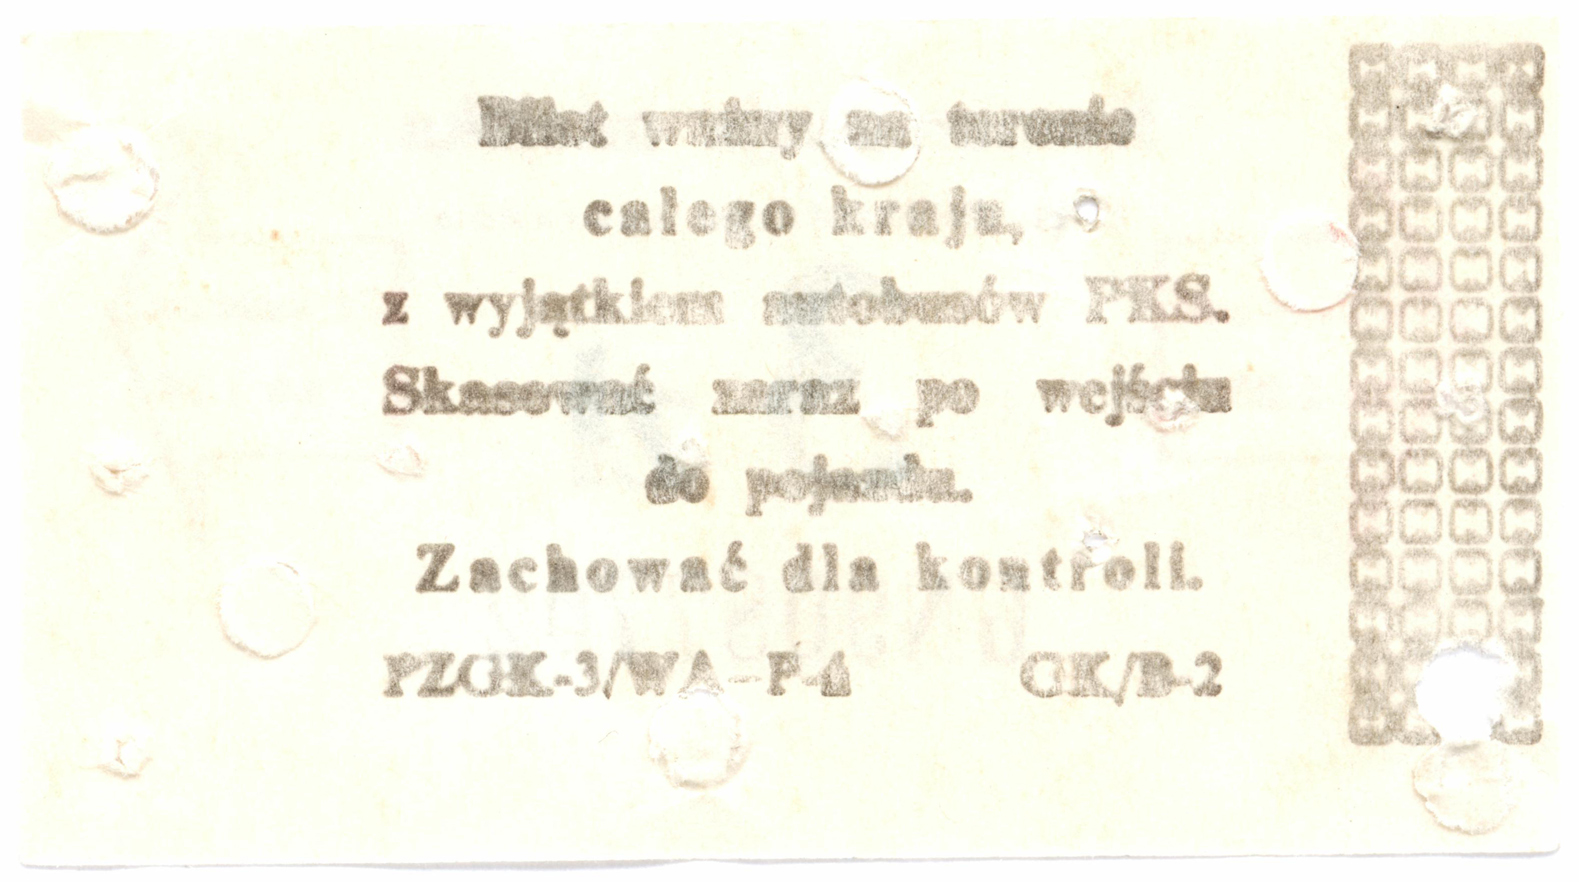 Bilet ważny na terenie
całego kraju,
z wyjątkiem autobusów PKS.
Skasować zaraz po wejściu
do pojazdu.
Zachować dla kontroli.
PZGK-3/WA-F-4 GK/B-2